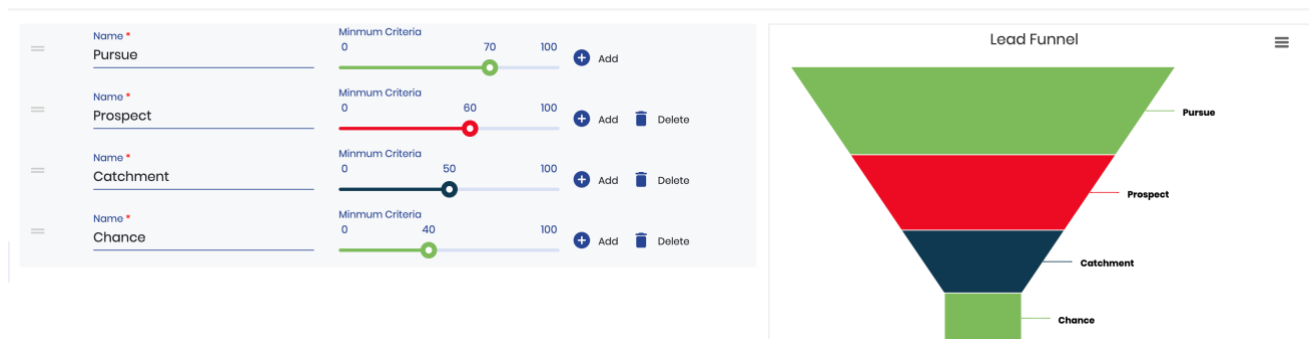 Name *
Pursue
Minmum Criteria
0 70 100
Add
Name *
Prospect
Minmum Criteria
0 60 100
Add Delete
Name *
Catchment
Minmum Criteria
0 50 100
Add Delete
Name *
Chance
Minmum Criteria
0 40 100
Add Delete
Lead Funnel
Pursue
Prospect
Catchment
Chance